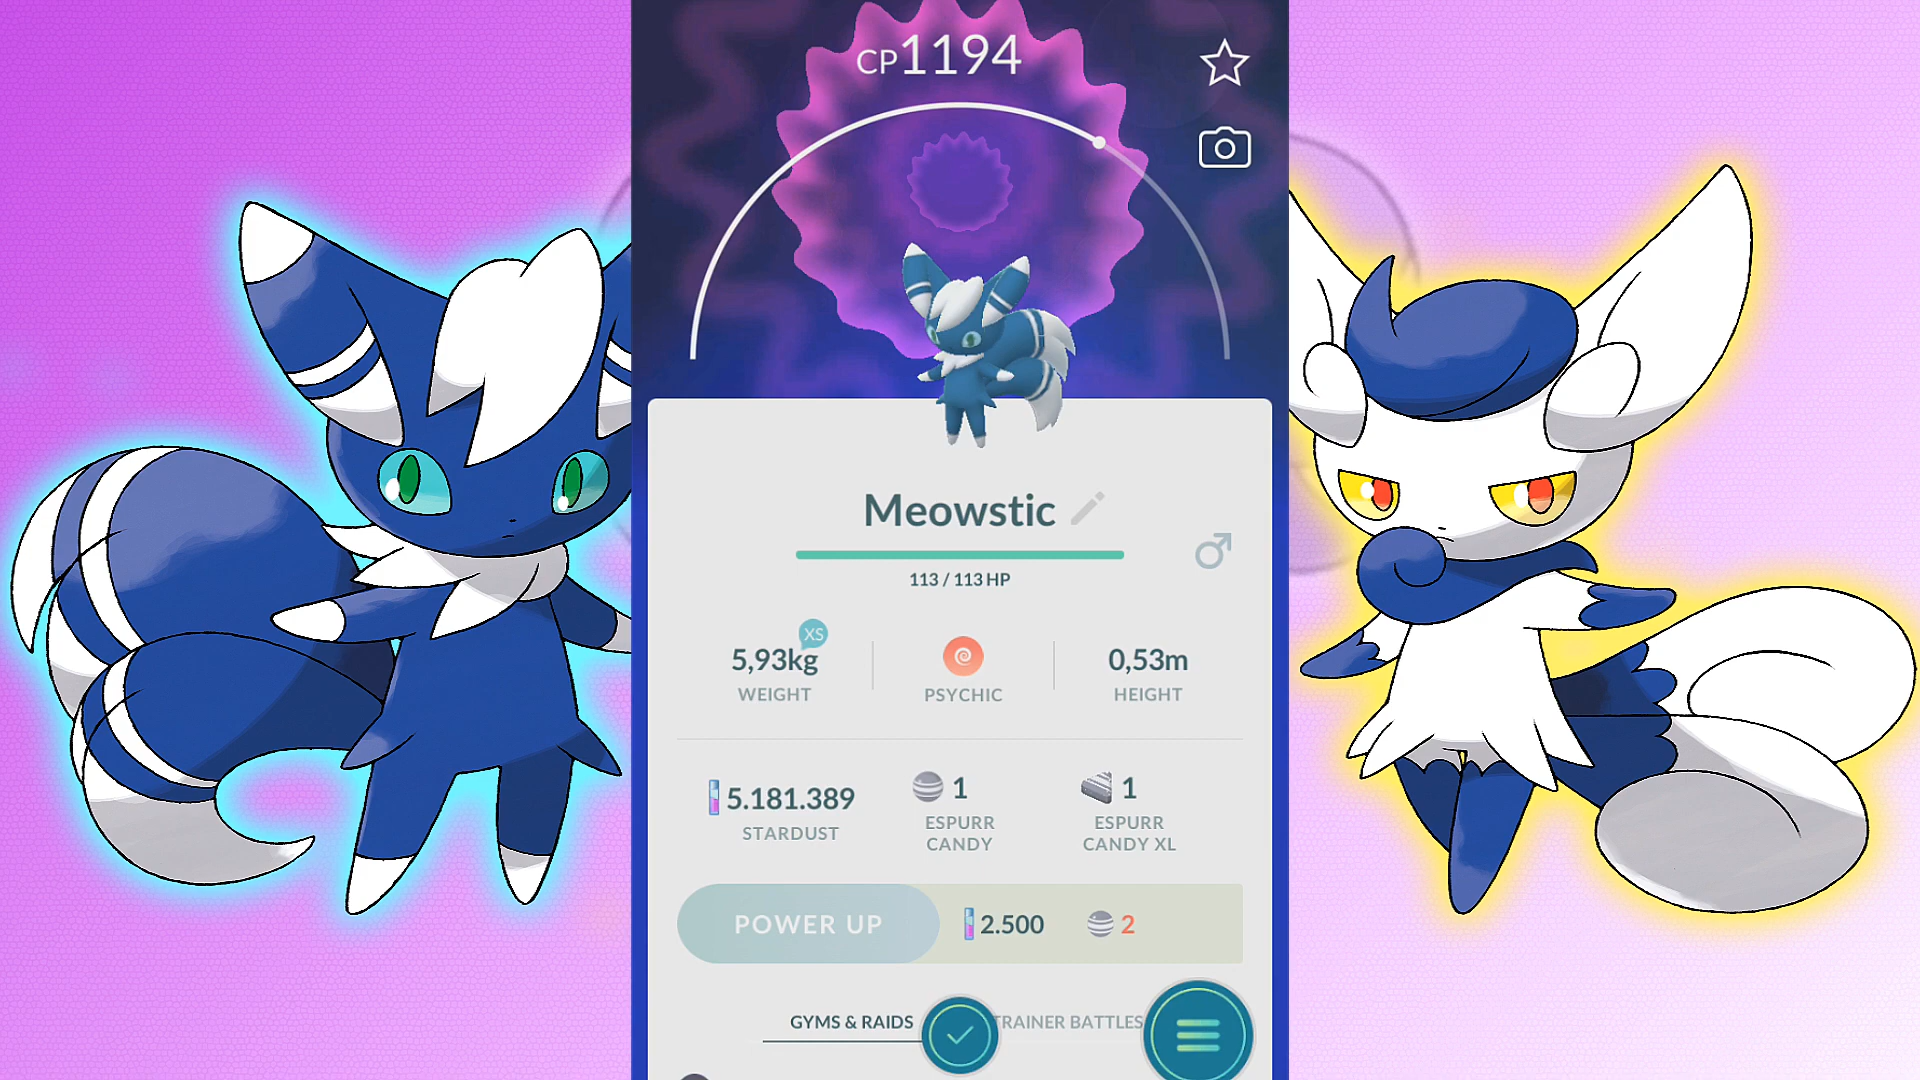 CP1194
Meowstic
113 / 113 HP
XS
5,93kg
WEIGHT
PSYCHIC
0,53m
HEIGHT
5.181.389
STARDUST
1
ESPURR
CANDY
1
ESPURR
CANDY XL
POWER UP
2.500
2
GYMS & RAIDS
TRAINER BATTLES